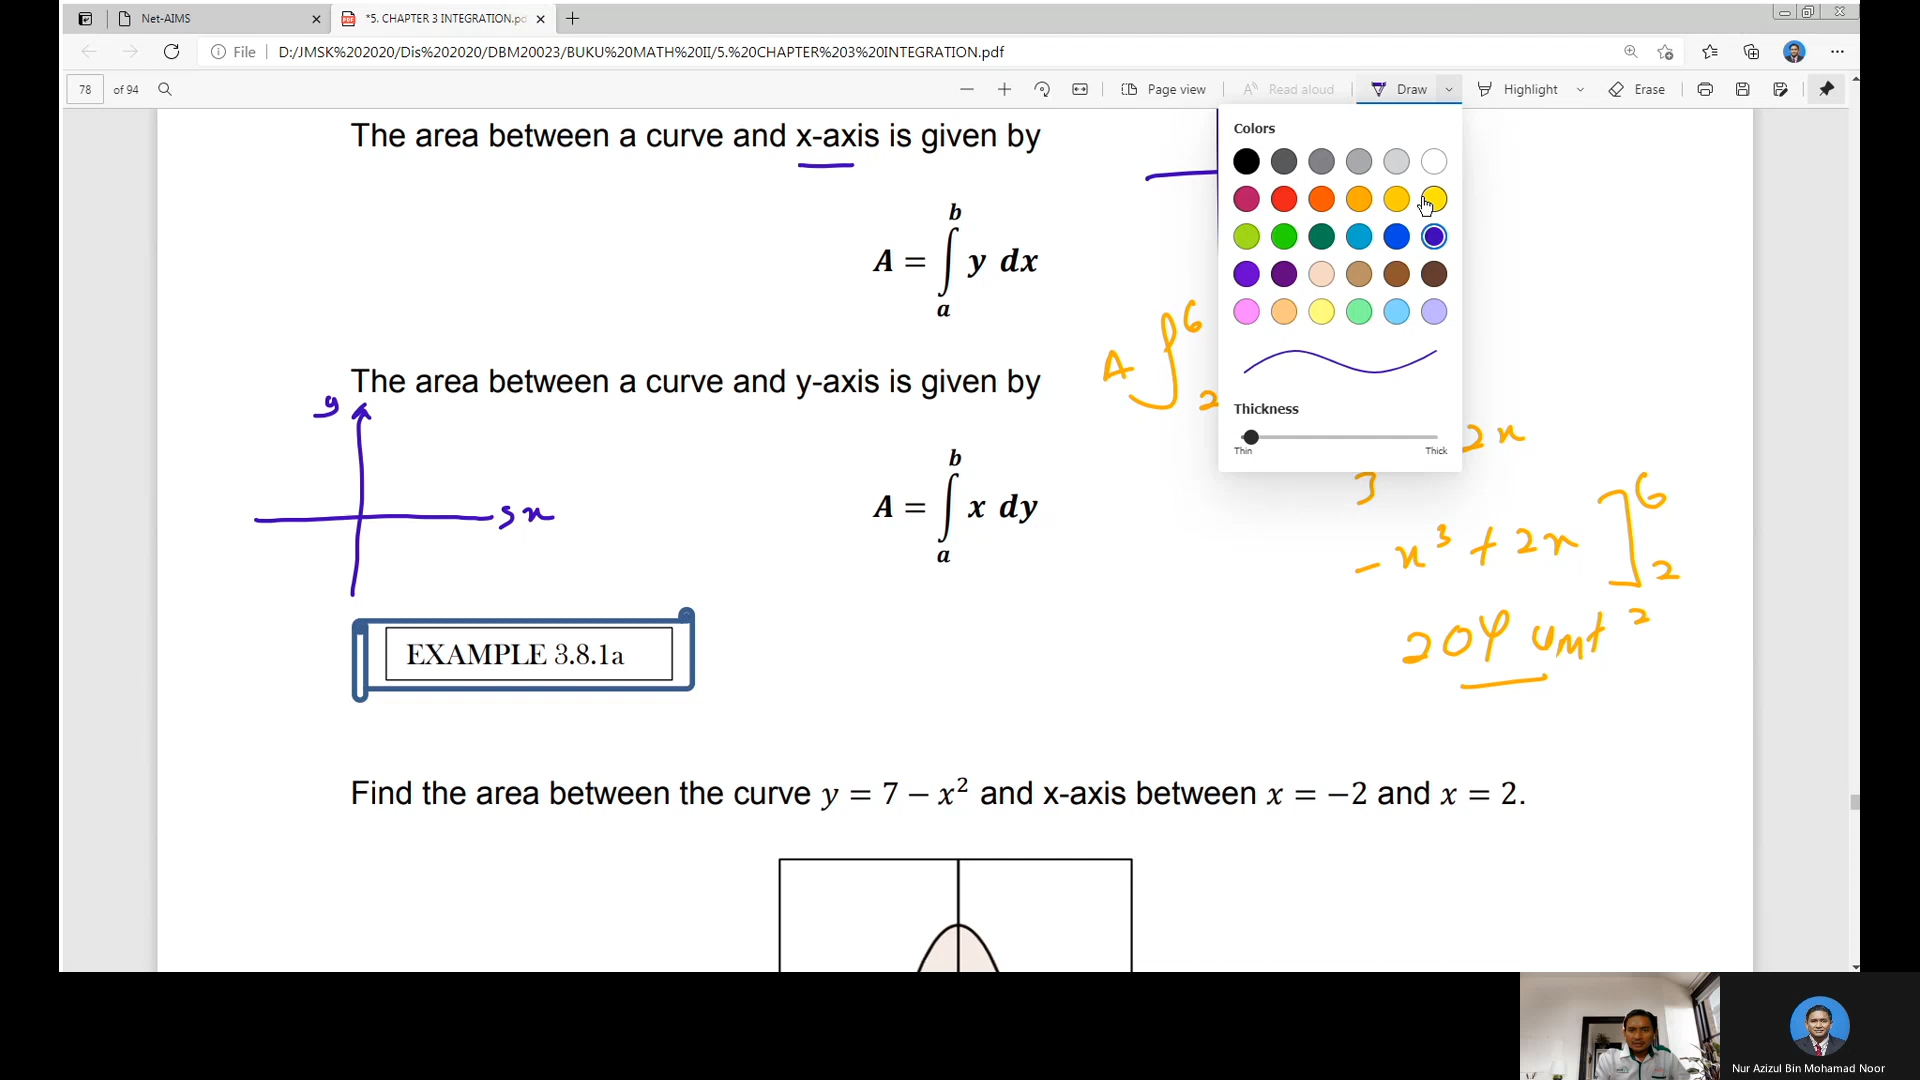 Net-AIMS
*5. CHAPTER 3 INTEGRATION.pd
File D:/JMSK%202020/Dis%202020/DBM20023/BUKU%20MATH%20II/5.%20CHAPTER%203%20INTEGRATION.pdf
78 of 94 Page view Read aloud Draw Highlight Erase
The area between a curve and x-axis is given by
b
A = ∫ y dx
a
The area between a curve and y-axis is given by
b
A = ∫ x dy
a
y
x
EXAMPLE 3.8.1a
Find the area between the curve y = 7 − x² and x-axis between x = −2 and x = 2.
Colors
Thickness
Thin Thick
6
A ∫
2
2x
3
- x³ + 2x ]
6
2
204 unit²
Nur Azizul Bin Mohamad Noor